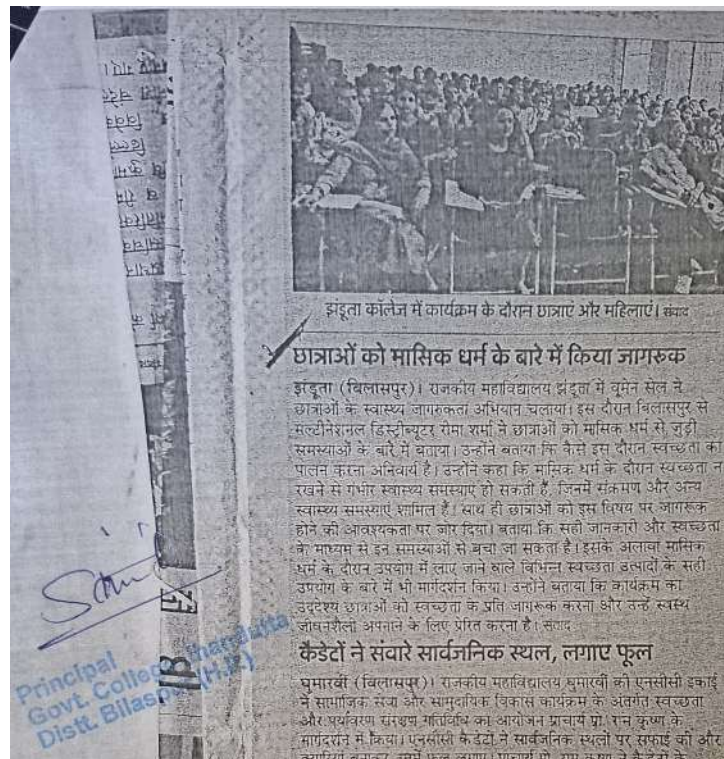 झंडूता कॉलेज में कार्यक्रम के दौरान छात्राएं और महिलाएं। संवाद
छात्राओं को मासिक धर्म के बारे में किया जागरूक
झंडूता (बिलासपुर)। राजकीय महाविद्यालय झंडूता में वूमेन सेल ने
छात्राओं के स्वास्थ्य जागरुकता अभियान चलाया। इस दौरान बिलासपुर से
मल्टीनेशनल डिस्ट्रीब्यूटर रोमा शर्मा ने छात्राओं को मासिक धर्म से जुड़ी
समस्याओं के बारे में बताया। उन्होंने बताया कि कैसे इस दौरान स्वच्छता का
पालन करना अनिवार्य है। उन्होंने कहा कि मासिक धर्म के दौरान स्वच्छता न
रखने से गंभीर स्वास्थ्य समस्याएं हो सकती हैं, जिनमें संक्रमण और अन्य
स्वास्थ्य समस्याएं शामिल हैं। साथ ही छात्राओं को इस विषय पर जागरूक
होने की आवश्यकता पर जोर दिया। बताया कि सही जानकारी और स्वच्छता
के माध्यम से इन समस्याओं से बचा जा सकता है। इसके अलावा मासिक
धर्म के दौरान उपयोग में लाए जाने वाले विभिन्न स्वच्छता उत्पादों के सही
उपयोग के बारे में भी मार्गदर्शन किया। उन्होंने बताया कि कार्यक्रम का
उद्देश्य छात्राओं को स्वच्छता के प्रति जागरूक करना और उन्हें स्वस्थ
जीवनशैली अपनाने के लिए प्रेरित करना है। संवाद
कैडेटों ने संवारे सार्वजनिक स्थल, लगाए फूल
घुमारवीं (बिलासपुर)। राजकीय महाविद्यालय घुमारवीं की एनसीसी इकाई
ने सामाजिक सेवा और सामुदायिक विकास कार्यक्रम के अंतर्गत स्वच्छता
और पर्यावरण संरक्षण गतिविधि का आयोजन प्राचार्य प्रो. राम कृष्ण के
मार्गदर्शन में किया। एनसीसी कैडेटों ने सार्वजनिक स्थलों पर सफाई की और
Principal
Govt. College Jhandutta
Distt. Bilaspur (H.P.)